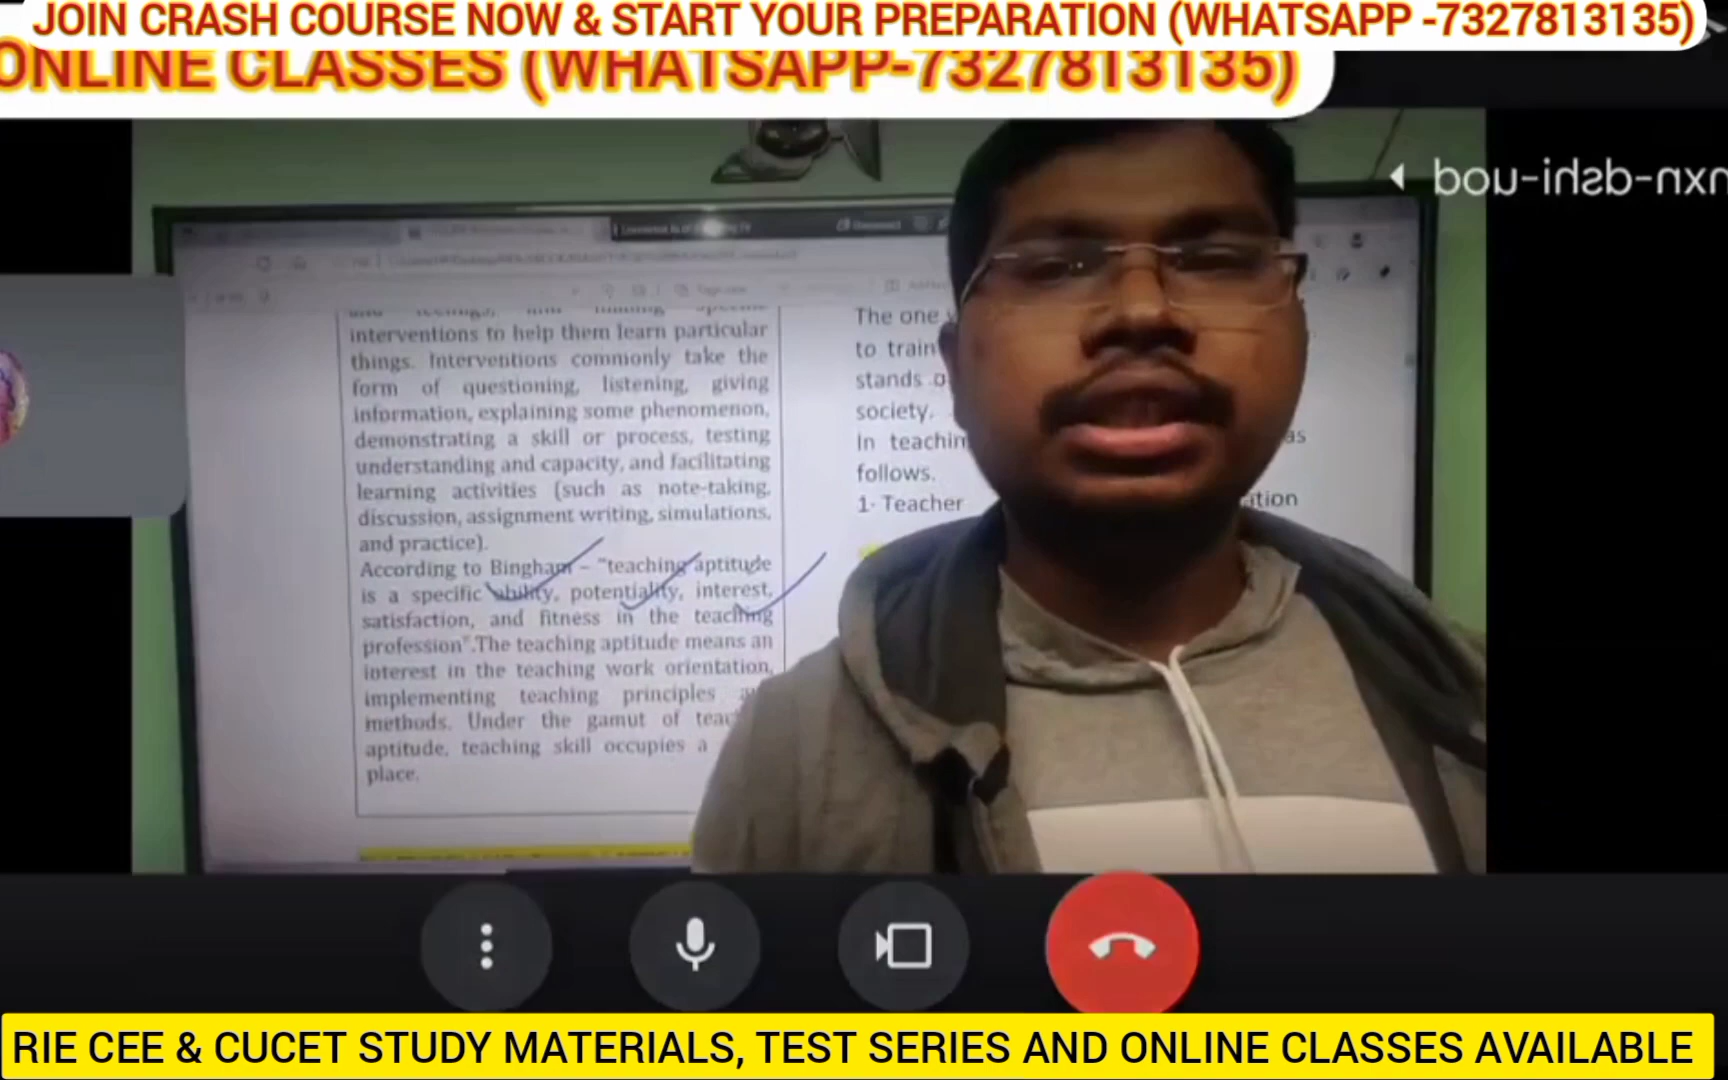 JOIN CRASH COURSE NOW & START YOUR PREPARATION (WHATSAPP -7327813135)
ONLINE CLASSES (WHATSAPP-7327813135)
nxn-dshi-uod
interventions to help them learn particular
things. Interventions commonly take the
form of questioning, listening, giving
information, explaining some phenomenon,
demonstrating a skill or process, testing
understanding and capacity, and facilitating
learning activities (such as note-taking,
discussion, assignment writing, simulations,
and practice).
According to Bingham – "teaching aptitude
is a specific ability, potentiality, interest,
satisfaction, and fitness in the teaching
profession".The teaching aptitude means an
interest in the teaching work orientation,
implementing teaching principles
methods. Under the gamut of
aptitude, teaching skill occupies a
place.
The one
to train
stands
society.
In
follows.
1- Teacher
RIE CEE & CUCET STUDY MATERIALS, TEST SERIES AND ONLINE CLASSES AVAILABLE